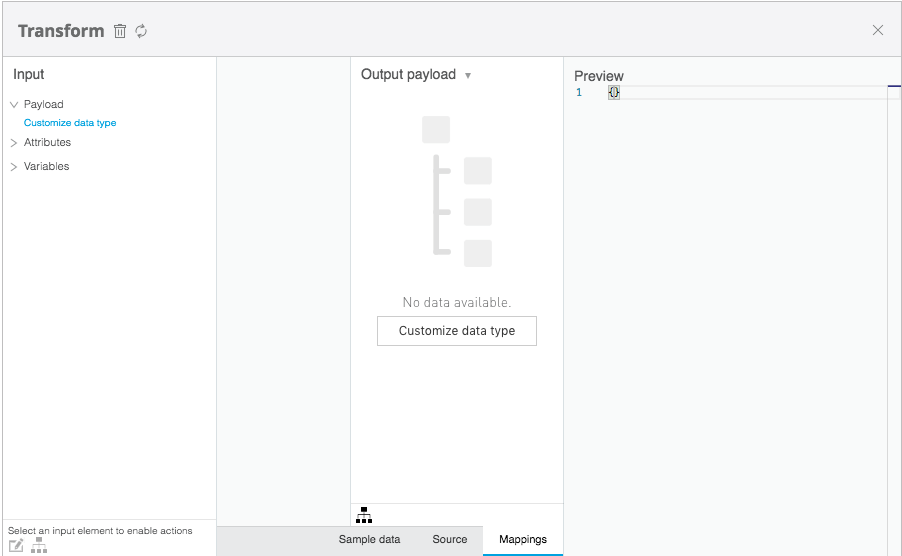 Transform
Input
Payload
Customize data type
Attributes
Variables
Select an input element to enable actions
Output payload
No data available.
Customize data type
Sample data
Source
Mappings
Preview
1 {}